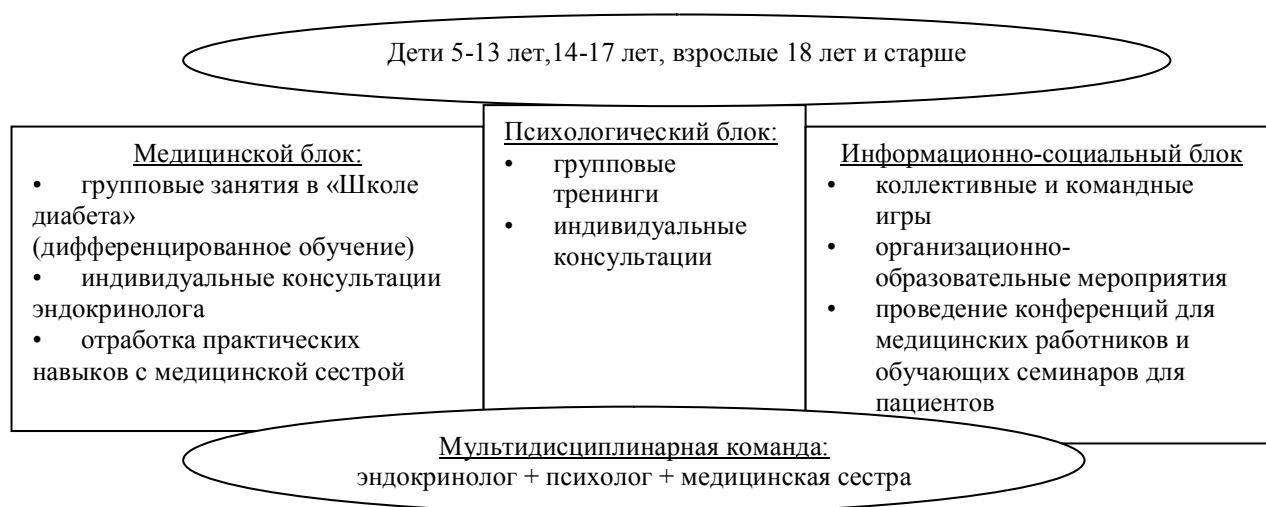 Дети 5-13 лет,14-17 лет, взрослые 18 лет и старше
Медицинской блок:
• групповые занятия в «Школе
диабета»
(дифференцированное обучение)
• индивидуальные консультации
эндокринолога
• отработка практических
навыков с медицинской сестрой
Психологический блок:
• групповые
тренинги
• индивидуальные
консультации
Информационно-социальный блок
• коллективные и командные
игры
• организационно-
образовательные мероприятия
• проведение конференций для
медицинских работников и
обучающих семинаров для
пациентов
Мультидисциплинарная команда:
эндокринолог + психолог + медицинская сестра